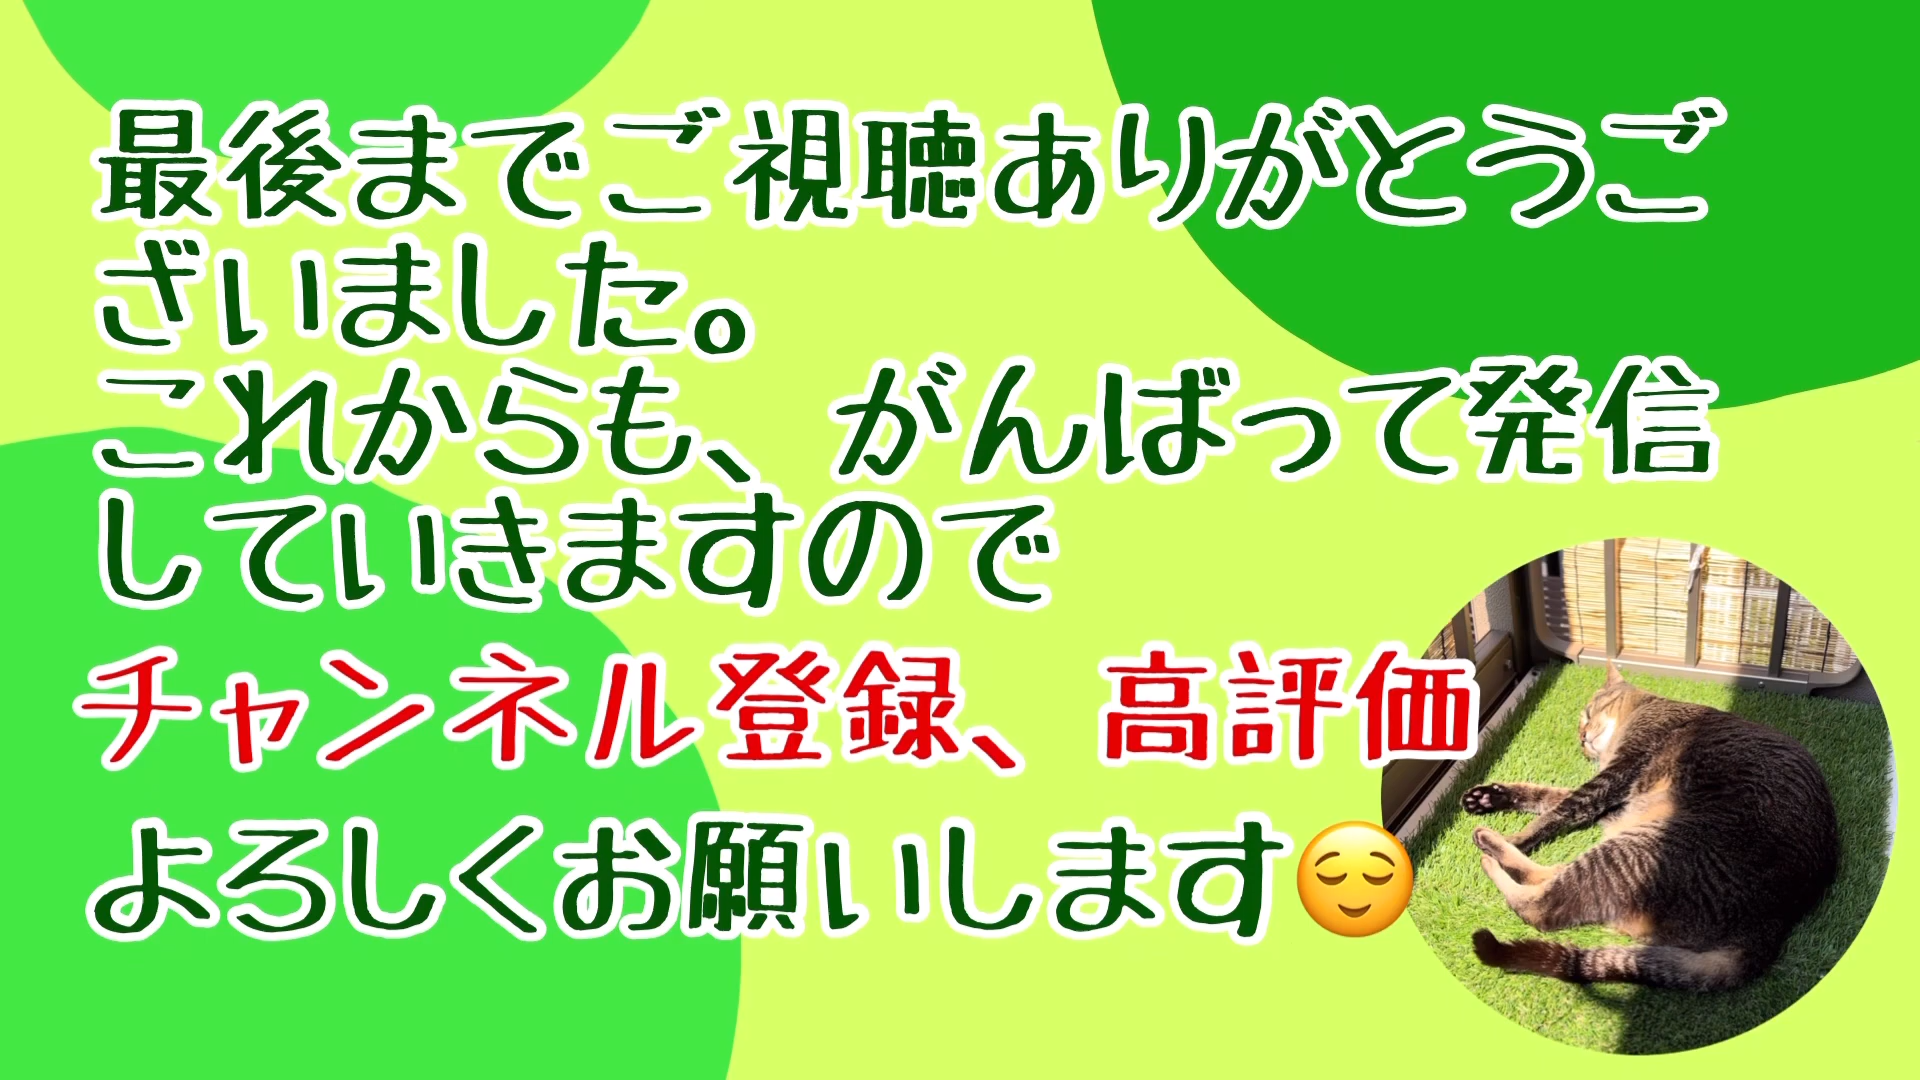 最後までご視聴ありがとうご
ざいました。
これからも、がんばって発信
していきますので
チャンネル登録、高評価
よろしくお願いします😌